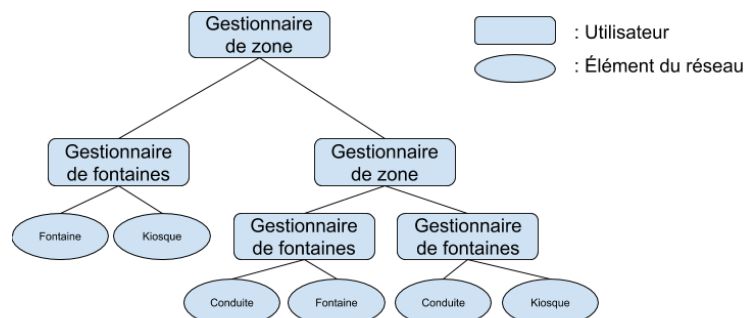 Gestionnaire
de zone
: Utilisateur
: Élément du réseau
Gestionnaire
de fontaines
Gestionnaire
de zone
Fontaine
Kiosque
Gestionnaire
de fontaines
Gestionnaire
de fontaines
Conduite
Fontaine
Conduite
Kiosque